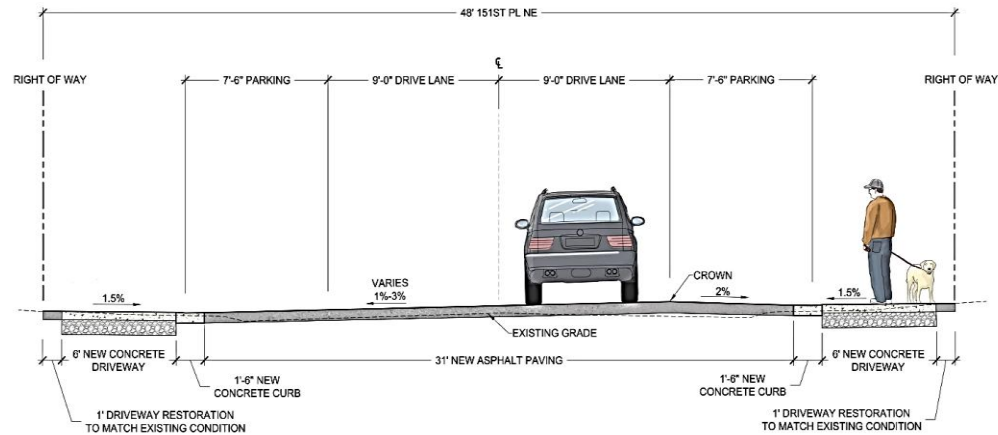 48' 151ST PL NE
RIGHT OF WAY
7'-6" PARKING
9'-0" DRIVE LANE
℄
9'-0" DRIVE LANE
7'-6" PARKING
RIGHT OF WAY
1.5%
VARIES
1%-3%
CROWN
2%
1.5%
EXISTING GRADE
6' NEW CONCRETE
DRIVEWAY
31' NEW ASPHALT PAVING
6' NEW CONCRETE
DRIVEWAY
1'-6" NEW
CONCRETE CURB
1'-6" NEW
CONCRETE CURB
1' DRIVEWAY RESTORATION
TO MATCH EXISTING CONDITION
1' DRIVEWAY RESTORATION
TO MATCH EXISTING CONDITION